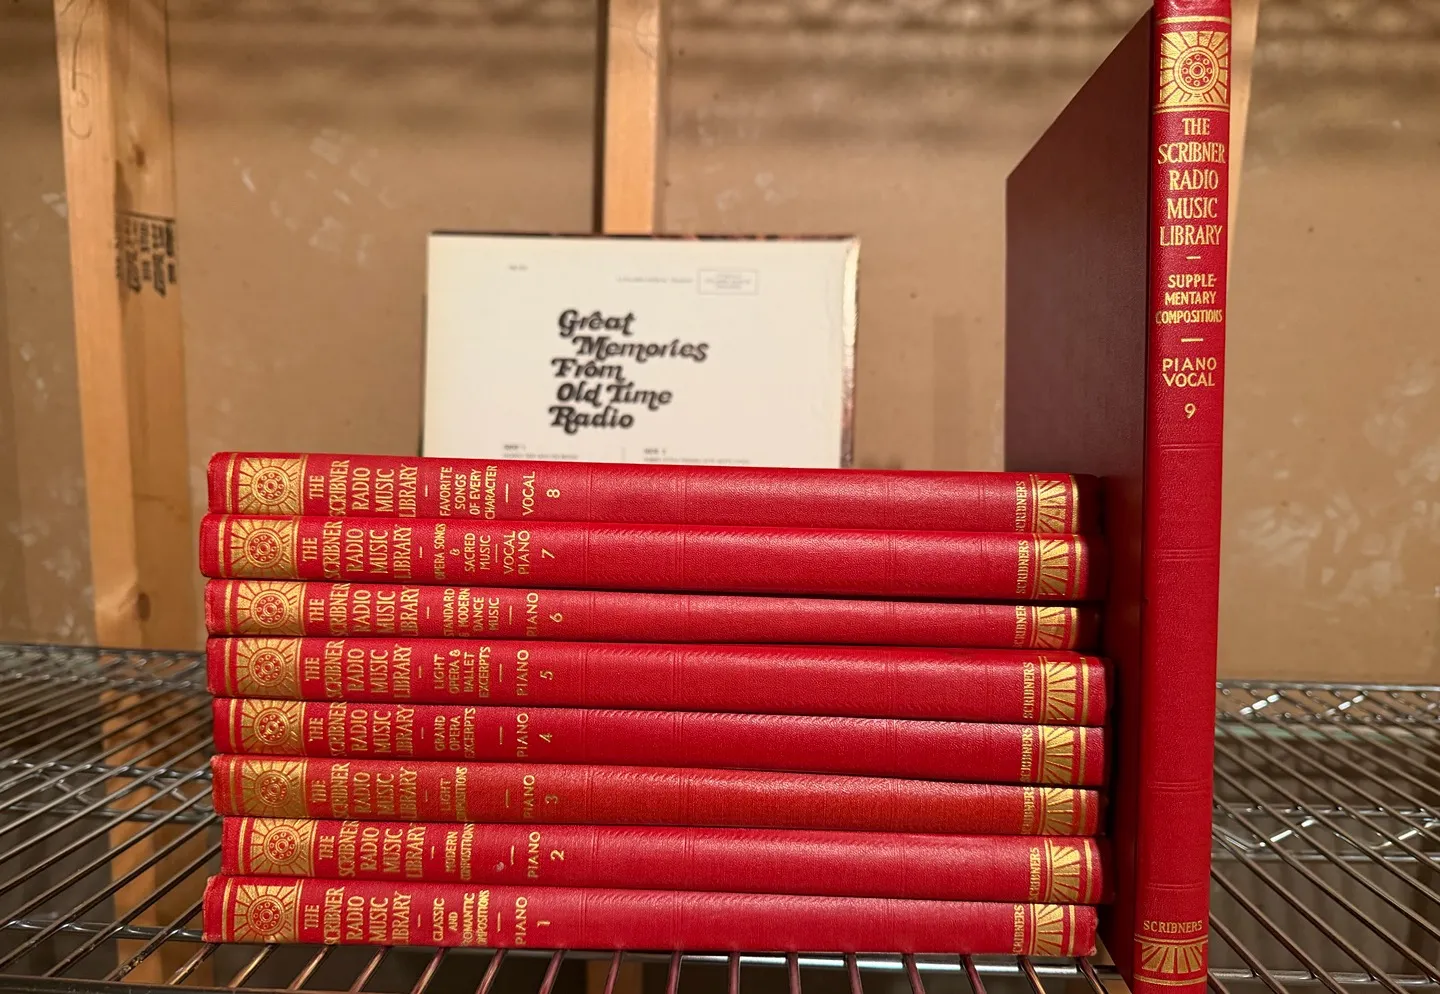 Great
Memories
From
Old Time
Radio
THE
SCRIBNER
RADIO
MUSIC
LIBRARY
FAVORITE
SONGS
OF EVERY
CHARACTER
VOCAL
8
SCRIBNERS
THE
SCRIBNER
RADIO
MUSIC
LIBRARY
OPERA SONGS
&
SACRED
MUSIC
VOCAL
PIANO
7
SCRIBNERS
THE
SCRIBNER
RADIO
MUSIC
LIBRARY
STANDARD
& MODERN
DANCE
MUSIC
PIANO
6
SCRIBNERS
THE
SCRIBNER
RADIO
MUSIC
LIBRARY
LIGHT
OPERA &
BALLET
EXCERPTS
PIANO
5
SCRIBNERS
THE
SCRIBNER
RADIO
MUSIC
LIBRARY
GRAND
OPERA
EXCERPTS
PIANO
4
SCRIBNERS
THE
SCRIBNER
RADIO
MUSIC
LIBRARY
LIGHT
COMPOSITIONS
PIANO
3
SCRIBNERS
THE
SCRIBNER
RADIO
MUSIC
LIBRARY
MODERN
COMPOSITIONS
PIANO
2
SCRIBNERS
THE
SCRIBNER
RADIO
MUSIC
LIBRARY
CLASSIC
AND
ROMANTIC
COMPOSITIONS
PIANO
1
SCRIBNERS
THE
SCRIBNER
RADIO
MUSIC
LIBRARY
SUPPLE-
MENTARY
COMPOSITIONS
PIANO
VOCAL
9
SCRIBNERS